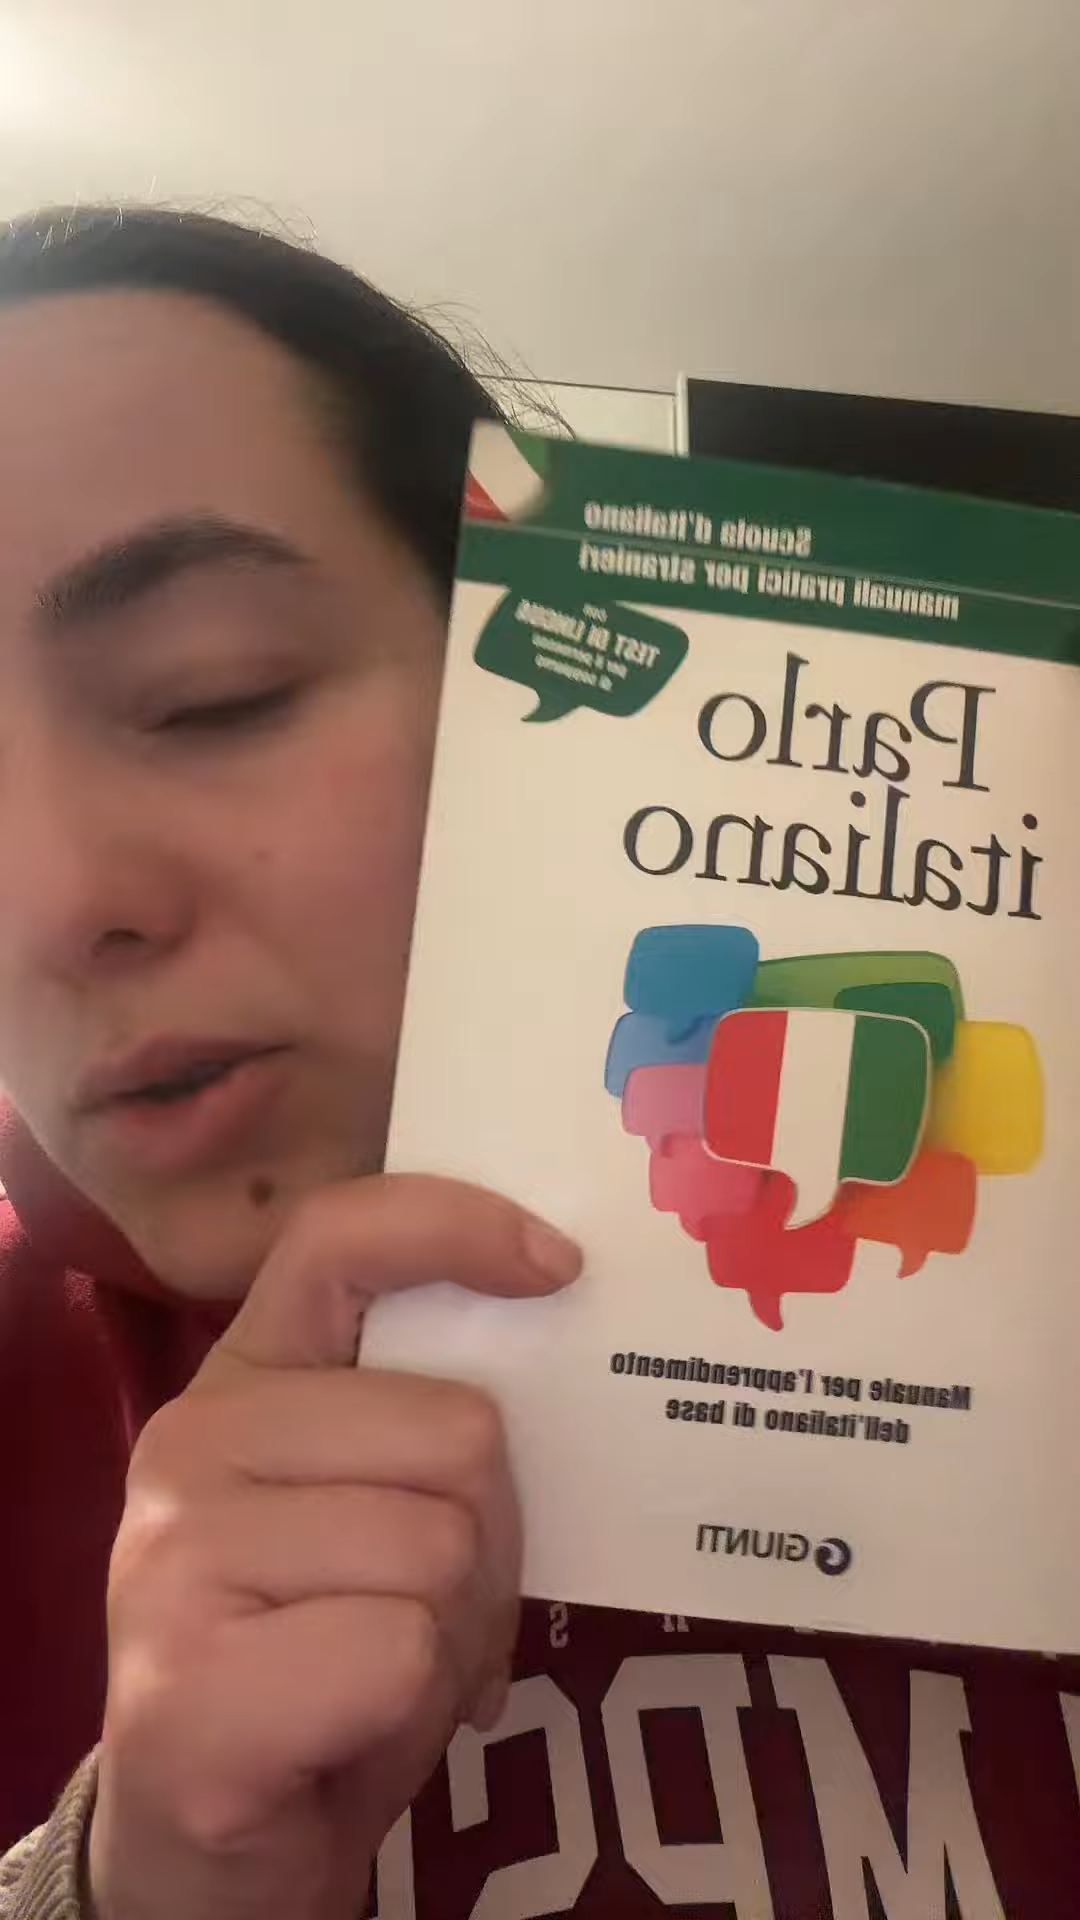 Scuola d'italiano
manuali pratici per stranieri
con
TEST DI LINGUA
Parlo
italiano
Manuale per l'apprendimento
dell'italiano di base
GIUNTI